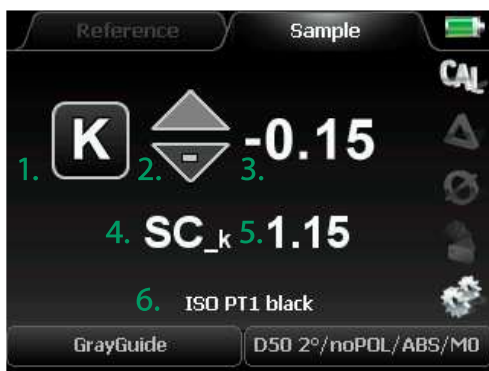 Reference Sample
CAL
1. K 2. - 3. -0.15
4. SC_k 5. 1.15
6. ISO PT1 black
GrayGuide D50 2°/noPOL/ABS/M0